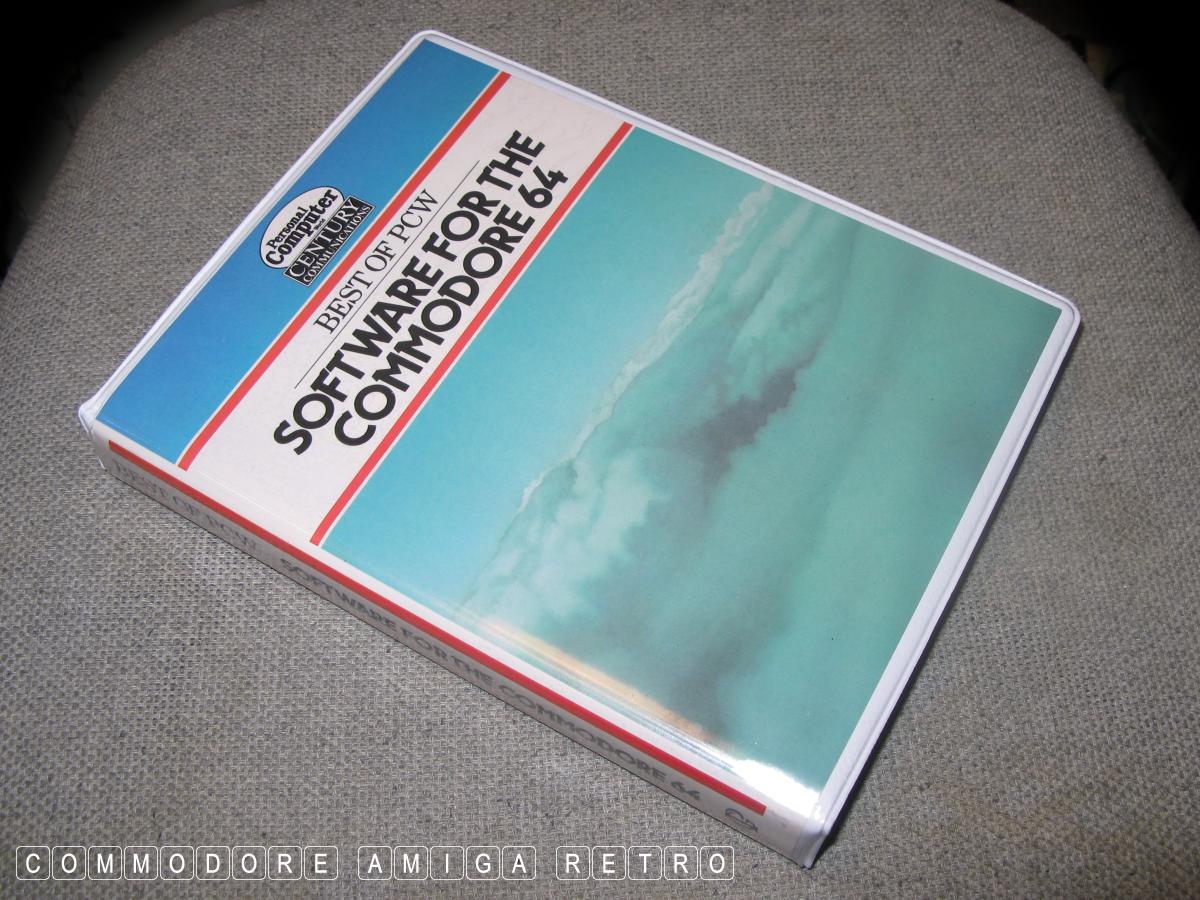 Personal
Computer
World
CENTURY
COMMUNICATIONS
BEST OF PCW
SOFTWARE FOR THE
COMMODORE 64
BEST OF PCW SOFTWARE FOR THE COMMODORE 64
COMMODORE AMIGA RETRO